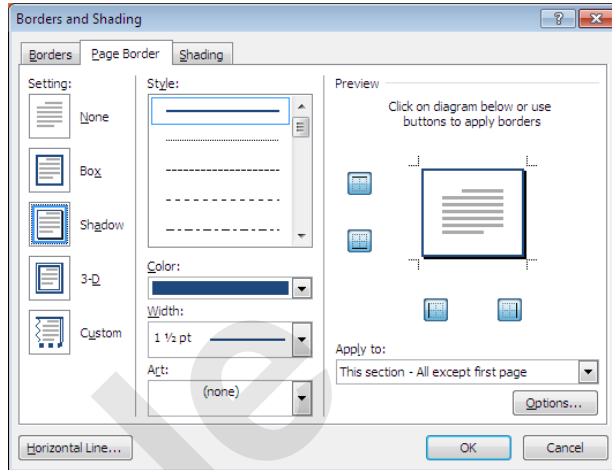 Borders and Shading
Borders Page Border Shading
Setting:
None
Box
Shadow
3-D
Custom
Style:
Color:
Width:
1 ½ pt
Art:
(none)
Preview
Click on diagram below or use
buttons to apply borders
Apply to:
This section - All except first page
Options...
Horizontal Line...
OK Cancel